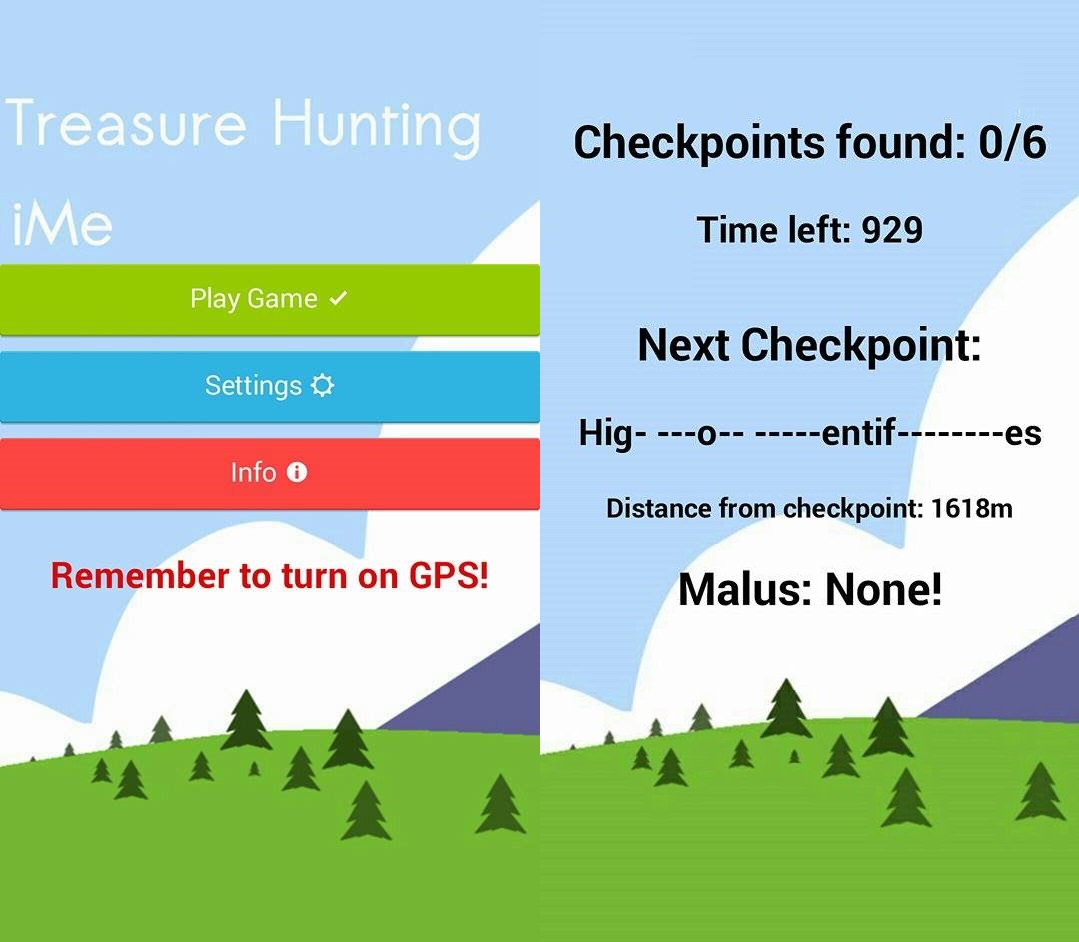 Treasure Hunting
iMe
Play Game
Settings
Info
Remember to turn on GPS!
Checkpoints found: 0/6
Time left: 929
Next Checkpoint:
Hig- ---o-- -----entif--------es
Distance from checkpoint: 1618m
Malus: None!